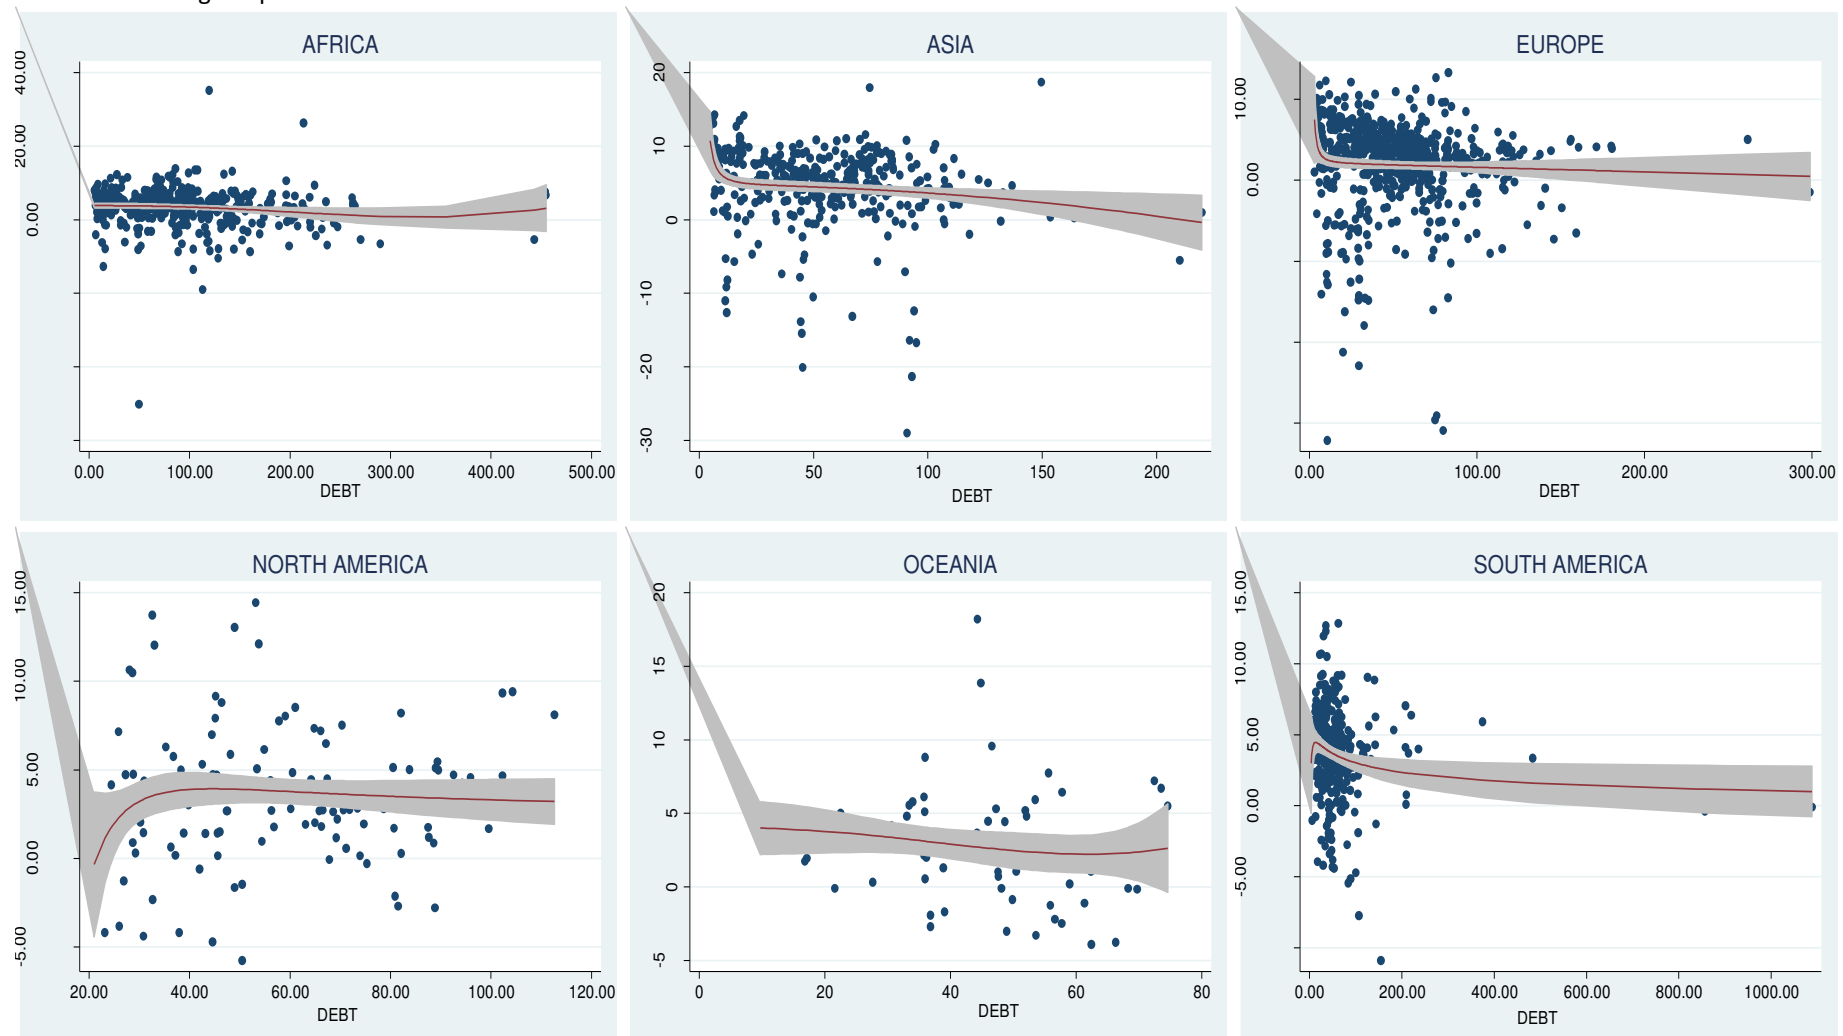 AFRICA
40.00
20.00
0.00
0.00 100.00 200.00 300.00 400.00 500.00
DEBT
ASIA
20
10
0
-10
-20
-30
0 50 100 150 200
DEBT
EUROPE
10.00
0.00
0.00 100.00 200.00 300.00
DEBT
NORTH AMERICA
15.00
10.00
5.00
0.00
-5.00
20.00 40.00 60.00 80.00 100.00 120.00
DEBT
OCEANIA
20
15
10
5
0
-5
0 20 40 60 80
DEBT
SOUTH AMERICA
15.00
10.00
5.00
0.00
-5.00
0.00 200.00 400.00 600.00 800.00 1000.00
DEBT